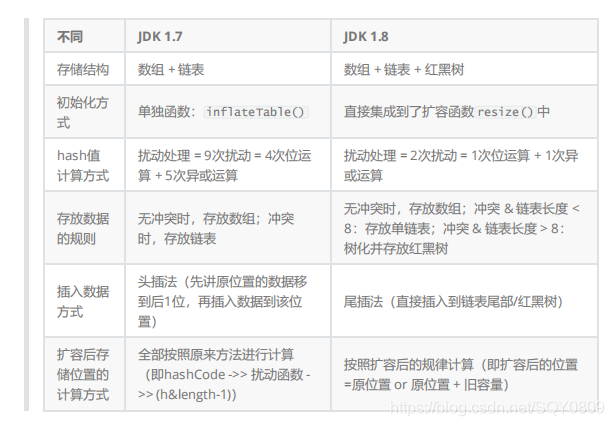 不同
JDK 1.7
JDK 1.8
存储结构
数组 + 链表
数组 + 链表 + 红黑树
初始化方
式
单独函数： inflateTable()
直接集成到了扩容函数 resize() 中
hash值
计算方式
扰动处理 = 9次扰动 = 4次位运
算 + 5次异或运算
扰动处理 = 2次扰动 = 1次位运算 + 1次异
或运算
存放数据
的规则
无冲突时，存放数组；冲突
时，存放链表
无冲突时，存放数组；冲突 & 链表长度 <
8：存放单链表；冲突 & 链表长度 > 8：
树化并存放红黑树
插入数据
方式
头插法（先讲原位置的数据移
到后1位，再插入数据到该位
置）
尾插法（直接插入到链表尾部/红黑树）
扩容后存
储位置的
计算方式
全部按照原来方法进行计算
（即hashCode ->> 扰动函数 -
>> (h&length-1)）
按照扩容后的规律计算（即扩容后的位置
=原位置 or 原位置 + 旧容量）
https://blog.csdn.net/SQY0809